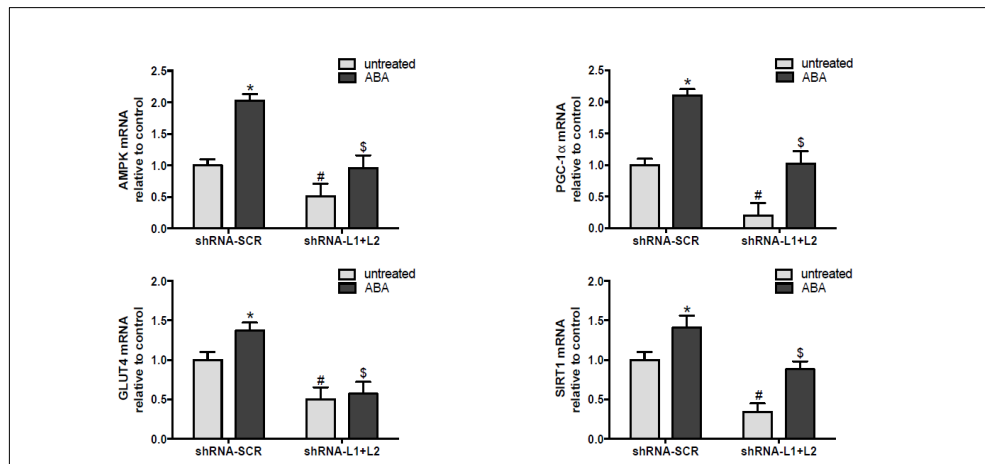 untreated
ABA
AMPK mRNA
relative to control
2.5
2.0
1.5
1.0
0.5
0.0
*
#
$
shRNA-SCR
shRNA-L1+L2
untreated
ABA
PGC-1α mRNA
relative to control
2.5
2.0
1.5
1.0
0.5
0.0
*
#
$
shRNA-SCR
shRNA-L1+L2
untreated
ABA
GLUT4 mRNA
relative to control
2.0
1.5
1.0
0.5
0.0
*
#
$
shRNA-SCR
shRNA-L1+L2
untreated
ABA
SIRT1 mRNA
relative to control
2.0
1.5
1.0
0.5
0.0
*
#
$
shRNA-SCR
shRNA-L1+L2